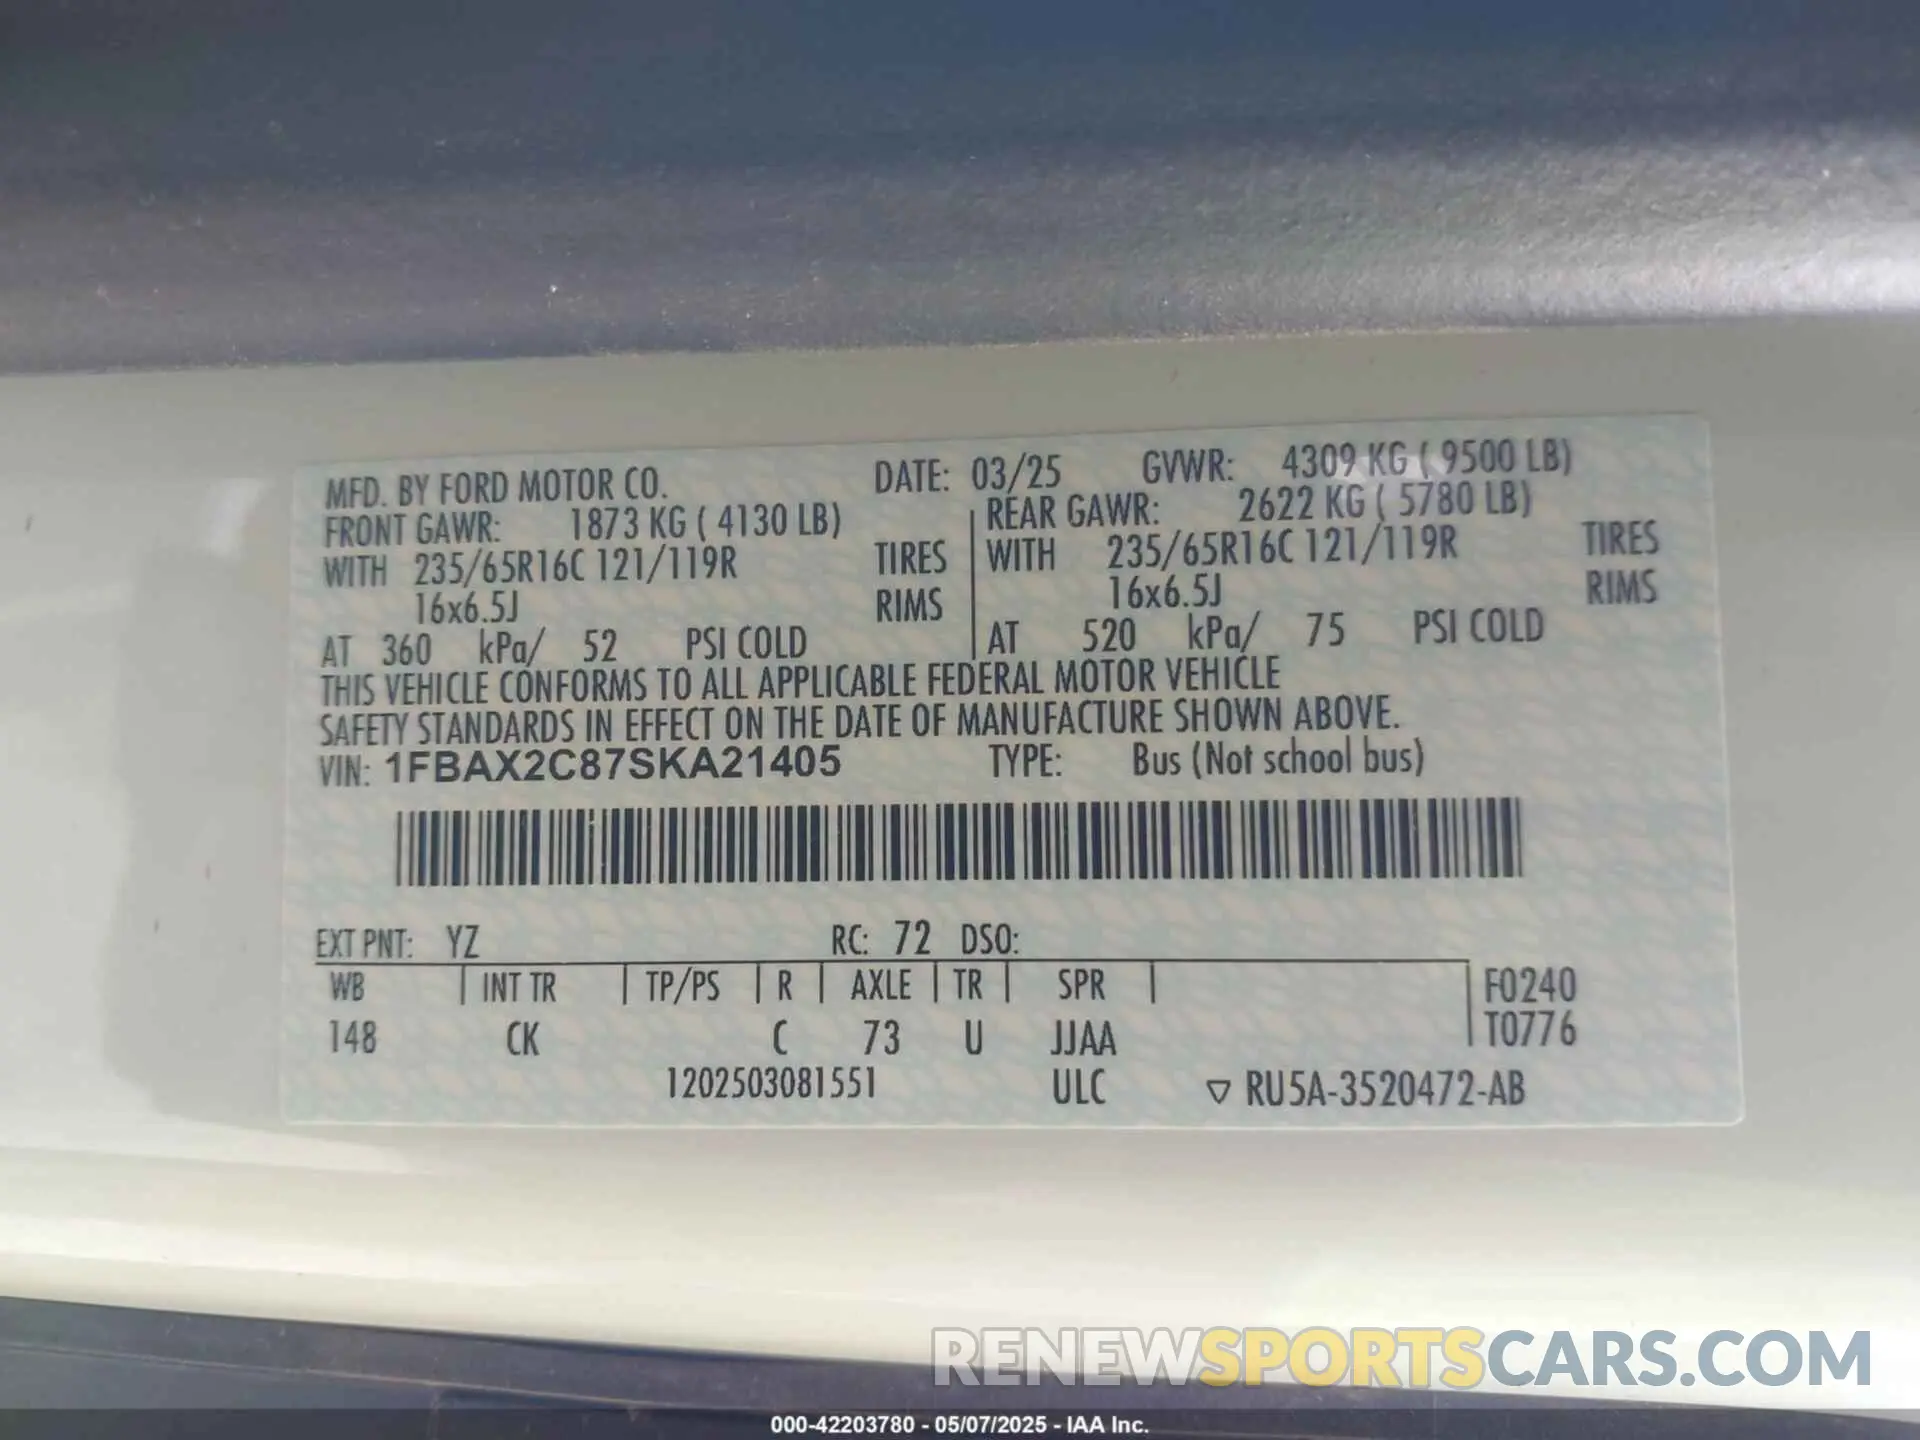 MFD. BY FORD MOTOR CO. DATE: 03/25 GVWR: 4309 KG ( 9500 LB)
FRONT GAWR: 1873 KG ( 4130 LB) REAR GAWR: 2622 KG ( 5780 LB)
WITH 235/65R16C 121/119R TIRES WITH 235/65R16C 121/119R TIRES
16x6.5J RIMS 16x6.5J RIMS
AT 360 kPa/ 52 PSI COLD AT 520 kPa/ 75 PSI COLD
THIS VEHICLE CONFORMS TO ALL APPLICABLE FEDERAL MOTOR VEHICLE
SAFETY STANDARDS IN EFFECT ON THE DATE OF MANUFACTURE SHOWN ABOVE.
VIN: 1FBAX2C87SKA21405 TYPE: Bus (Not school bus)
EXT PNT: YZ RC: 72 DSO:
WB INT TR TP/PS R AXLE TR SPR F0240
148 CK C 73 U JJAA T0776
1202503081551 ULC ▽ RU5A-3520472-AB
RENEWSPORTSCARS.COM
000-42203780 - 05/07/2025 - IAA Inc.